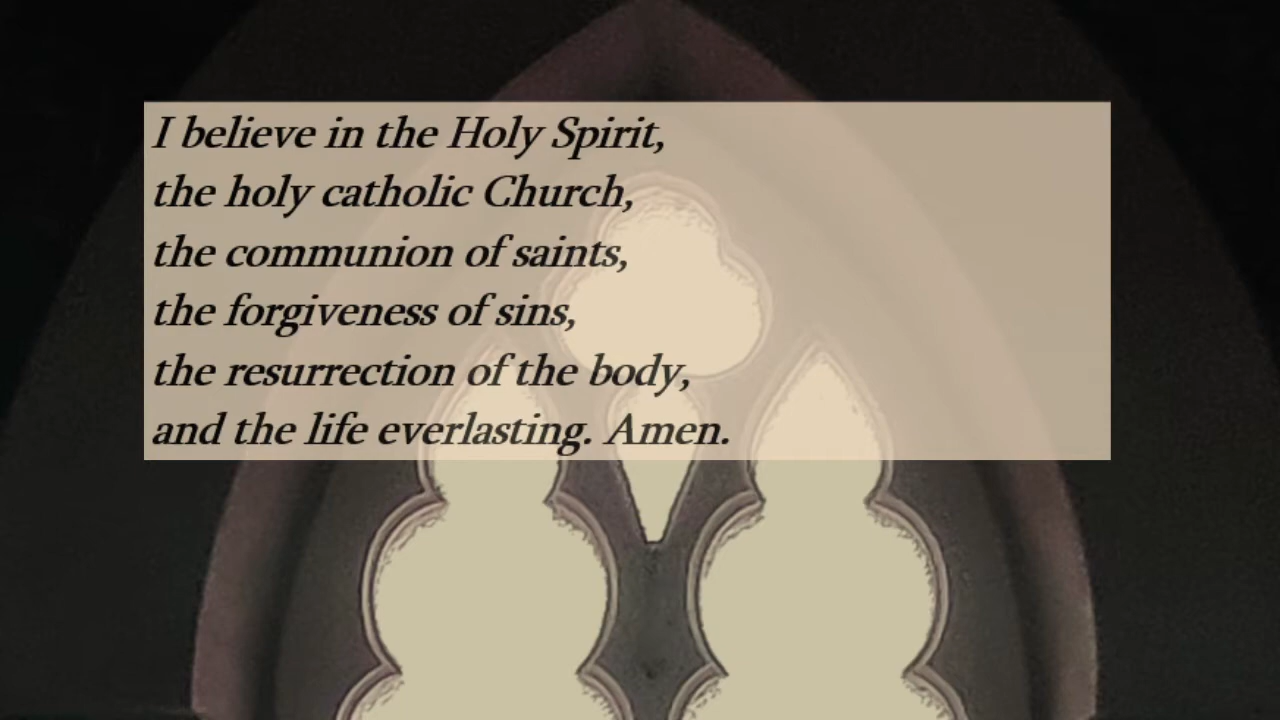 I believe in the Holy Spirit,
the holy catholic Church,
the communion of saints,
the forgiveness of sins,
the resurrection of the body,
and the life everlasting. Amen.